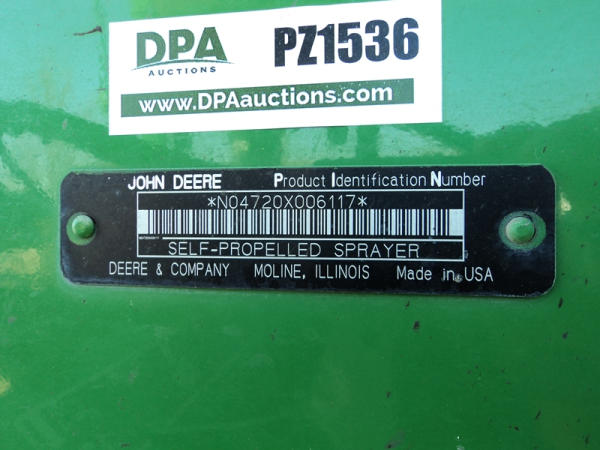 DPA PZ1536
AUCTIONS
www.DPAauctions.com
JOHN DEERE Product Identification Number
*N04720X006117*
SELF-PROPELLED SPRAYER
DEERE & COMPANY MOLINE, ILLINOIS Made in USA